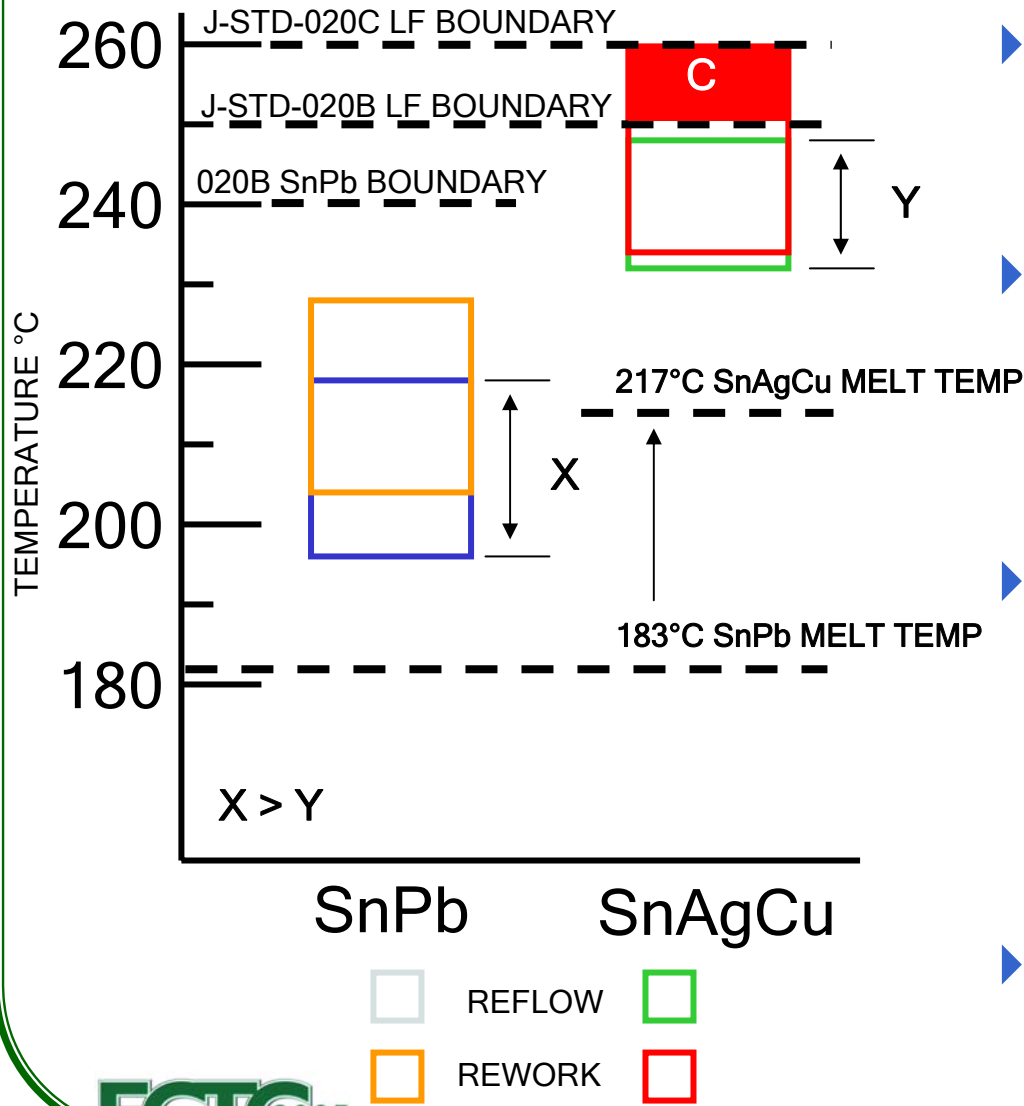 J-STD-020C LF BOUNDARY
260
C
J-STD-020B LF BOUNDARY
020B SnPb BOUNDARY
240
Y
TEMPERATURE °C
220
217°C SnAgCu MELT TEMP
X
200
183°C SnPb MELT TEMP
180
X > Y
SnPb SnAgCu
REFLOW
REWORK